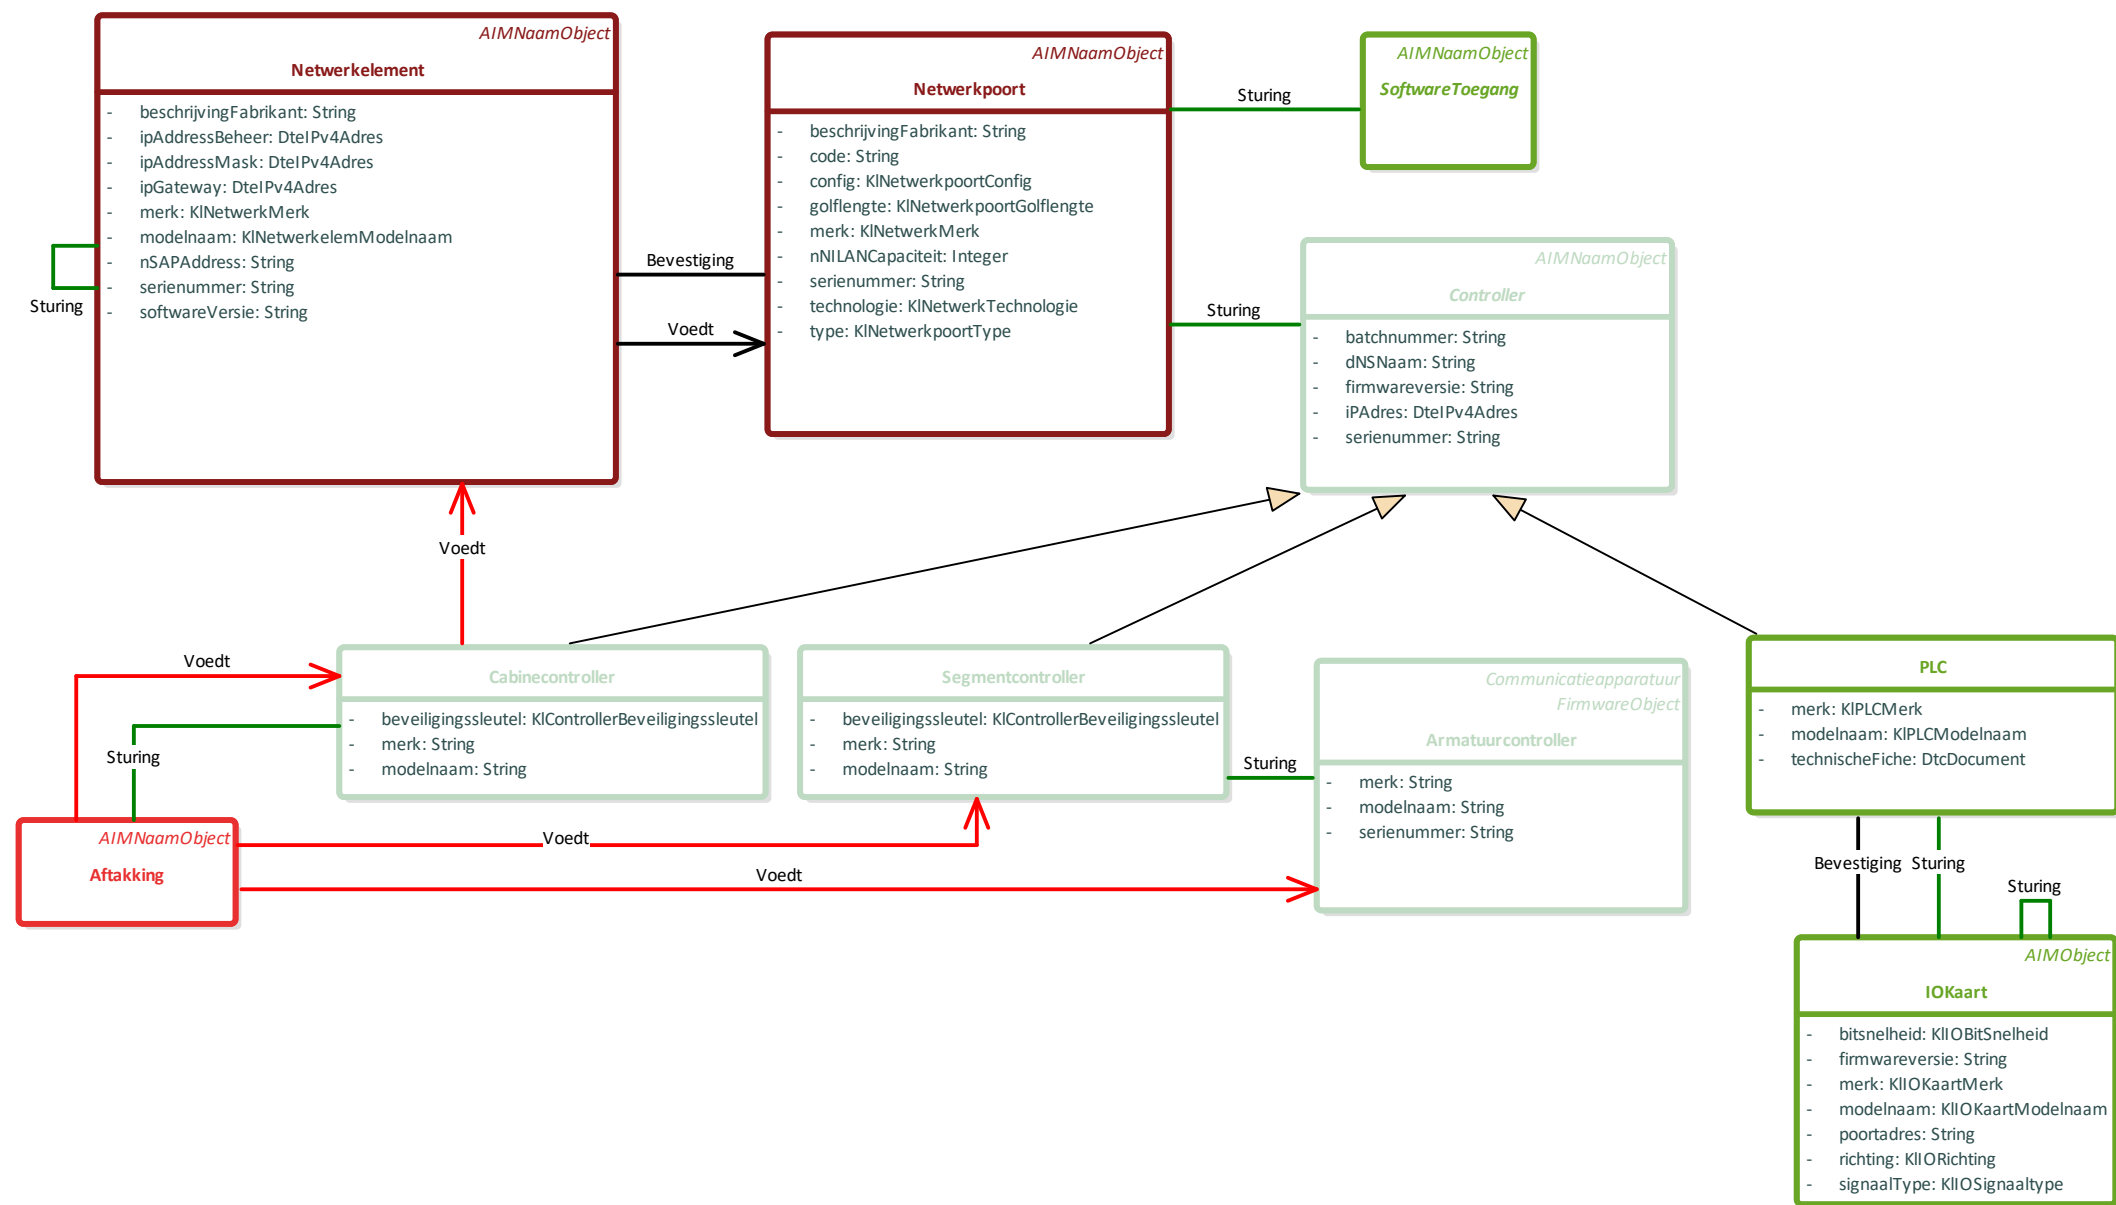 AIMNaamObject
Netwerkelement
- beschrijvingFabrikant: String
- ipAddressBeheer: DteIPv4Adres
- ipAddressMask: DteIPv4Adres
- ipGateway: DteIPv4Adres
- merk: KlNetwerkMerk
- modelnaam: KlNetwerkelemModelnaam
- nSAPAddress: String
- serienummer: String
- softwareVersie: String
Sturing
Bevestiging
Voedt
AIMNaamObject
Netwerkpoort
- beschrijvingFabrikant: String
- code: String
- config: KlNetwerkpoortConfig
- golflengte: KlNetwerkpoortGolflengte
- merk: KlNetwerkMerk
- nNILANCapaciteit: Integer
- serienummer: String
- technologie: KlNetwerkTechnologie
- type: KlNetwerkpoortType
Sturing
AIMNaamObject
SoftwareToegang
Sturing
AIMNaamObject
Controller
- batchnummer: String
- dNSNaam: String
- firmwareversie: String
- iPAdres: DteIPv4Adres
- serienummer: String
Voedt
Voedt
Sturing
Cabinecontroller
- beveiligingssleutel: KlControllerBeveiligingssleutel
- merk: String
- modelnaam: String
Segmentcontroller
- beveiligingssleutel: KlControllerBeveiligingssleutel
- merk: String
- modelnaam: String
Sturing
Communicatieapparatuur
FirmwareObject
Armatuurcontroller
- merk: String
- modelnaam: String
- serienummer: String
PLC
- merk: KlPLCMerk
- modelnaam: KlPLCModelnaam
- technischeFiche: DtcDocument
AIMNaamObject
Aftakking
Voedt
Voedt
Bevestiging
Sturing
Sturing
AIMObject
IOKaart
- bitsnelheid: KlIOBitSnelheid
- firmwareversie: String
- merk: KlIOKaartMerk
- modelnaam: KlIOKaartModelnaam
- poortadres: String
- richting: KlIORichting
- signaalType: KlIOSignaaltype